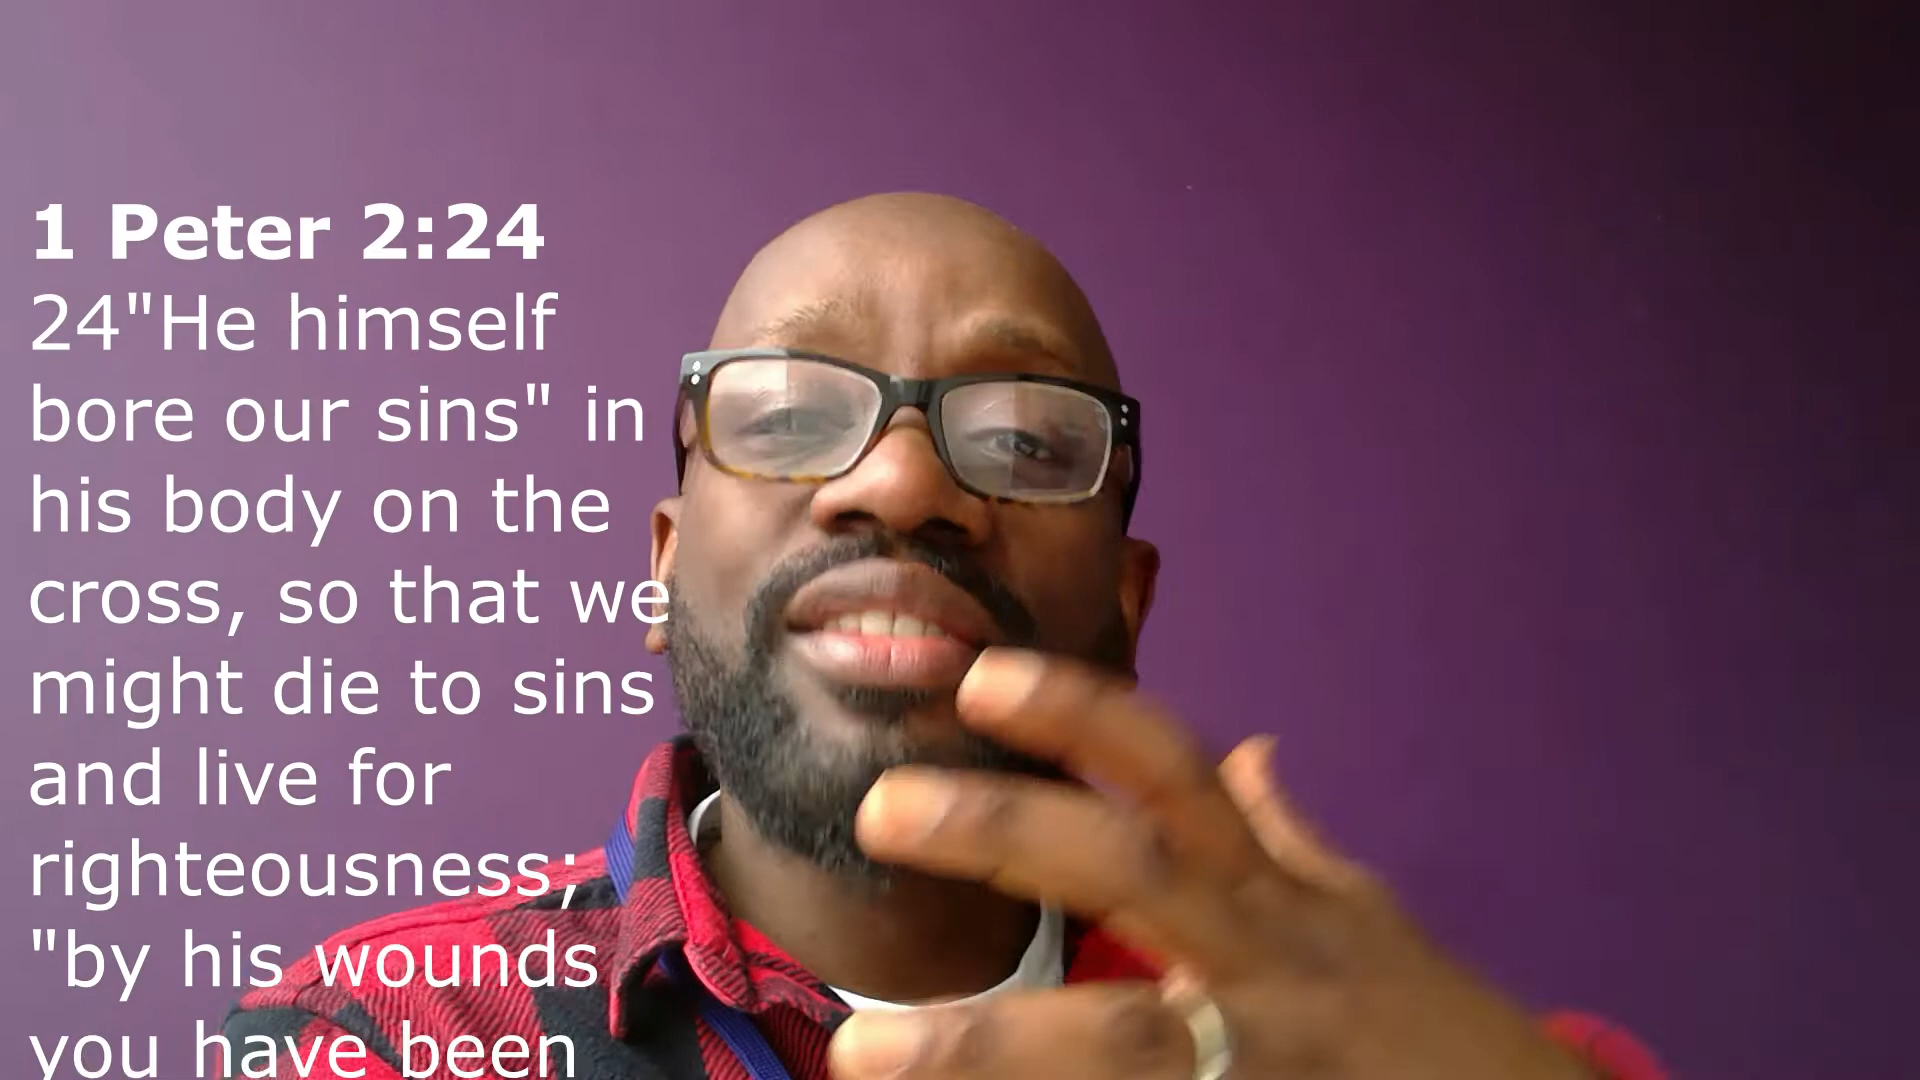 1 Peter 2:24
24"He himself
bore our sins" in
his body on the
cross, so that we
might die to sins
and live for
righteousness;
"by his wounds
you have been